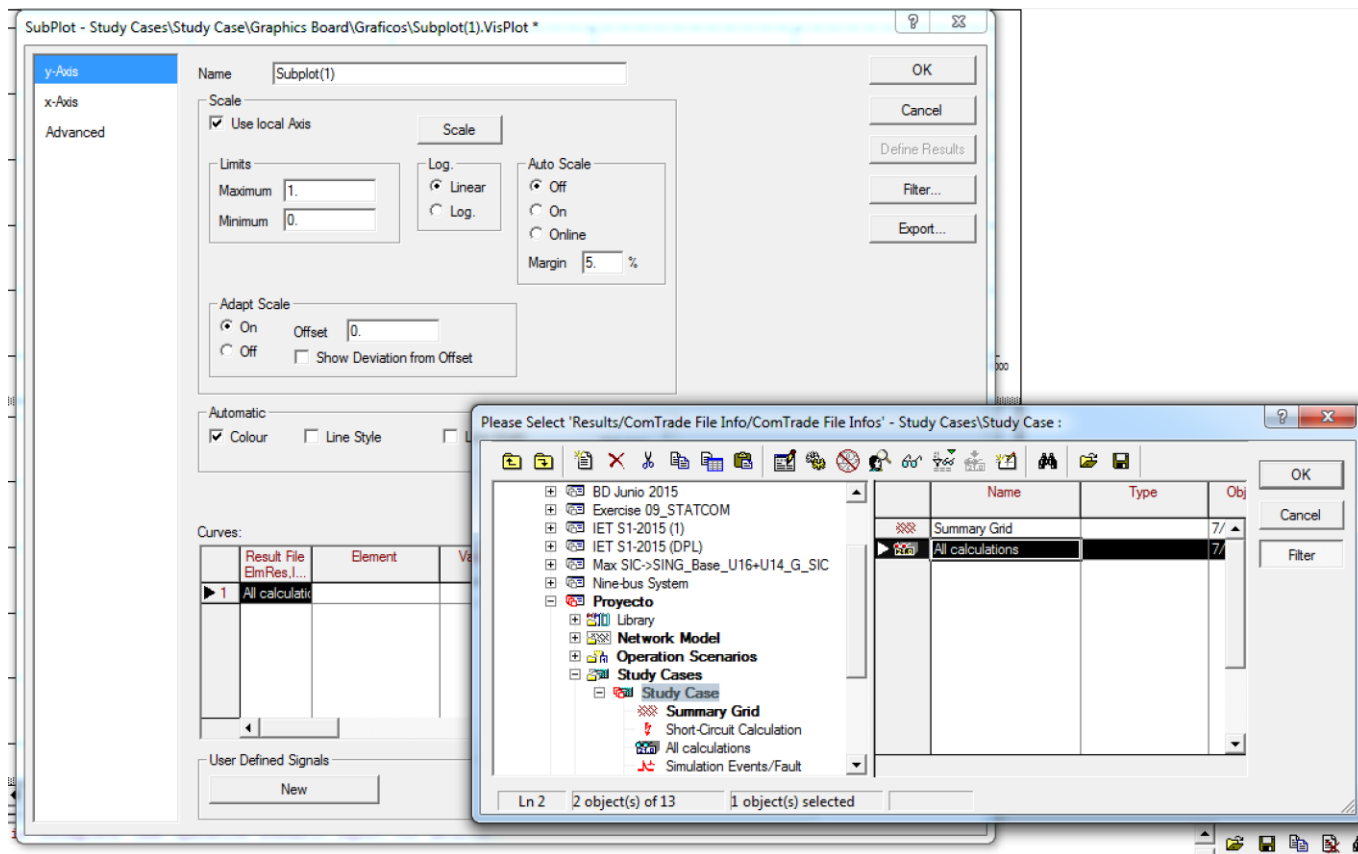 SubPlot - Study Cases\Study Case\Graphics Board\Graficos\Subplot(1).VisPlot *
y-Axis
x-Axis
Advanced
Name Subplot(1)
Scale
Use local Axis
Scale
Limits
Maximum 1.
Minimum 0.
Log.
Linear
Log.
Auto Scale
Off
On
Online
Margin 5. %
Adapt Scale
On
Off
Offset 0.
Show Deviation from Offset
OK
Cancel
Define Results
Filter...
Export...
Automatic
Colour
Line Style
Curves:
Result File
ElmRes,I...
Element
1 All calculatio
User Defined Signals
New
Please Select 'Results/ComTrade File Info/ComTrade File Infos' - Study Cases\Study Case :
BD Junio 2015
Exercise 09_STATCOM
IET S1-2015 (1)
IET S1-2015 (DPL)
Max SIC->SING_Base_U16+U14_G_SIC
Nine-bus System
Proyecto
Library
Network Model
Operation Scenarios
Study Cases
Study Case
Summary Grid
Short-Circuit Calculation
All calculations
Simulation Events/Fault
Name Type Obj
Summary Grid 7/
All calculations 7/
OK
Cancel
Filter
Ln 2
2 object(s) of 13
1 object(s) selected